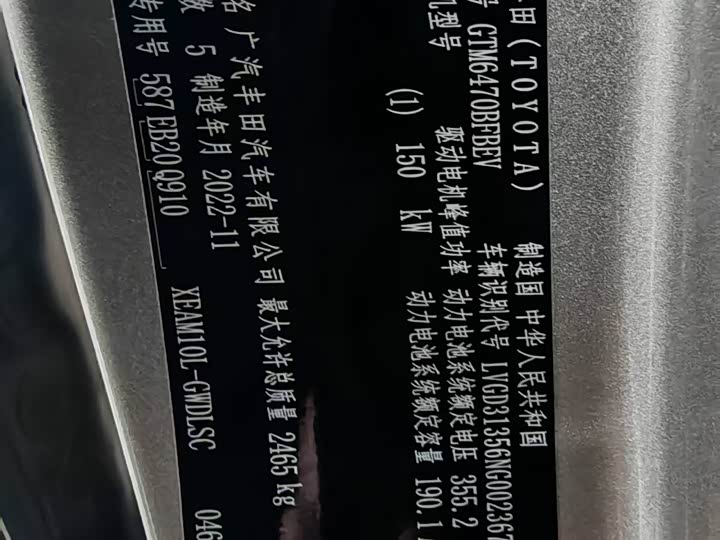 田 (TOYOTA) 制造国 中华人民共和国
号 GTM6470BEBEV 车辆识别代号 LVGD31356NG002367
机型号 驱动电机峰值功率 动力电池系统额定电压 355.2
(1) 150 kW 动力电池系统额定容量 190.1
名 广汽丰田汽车有限公司 最大允许总质量 2465 kg
数 5 制造年月 2022-11
专用号 587 EB20 Q910 XEAM10L-GWDLSC 046